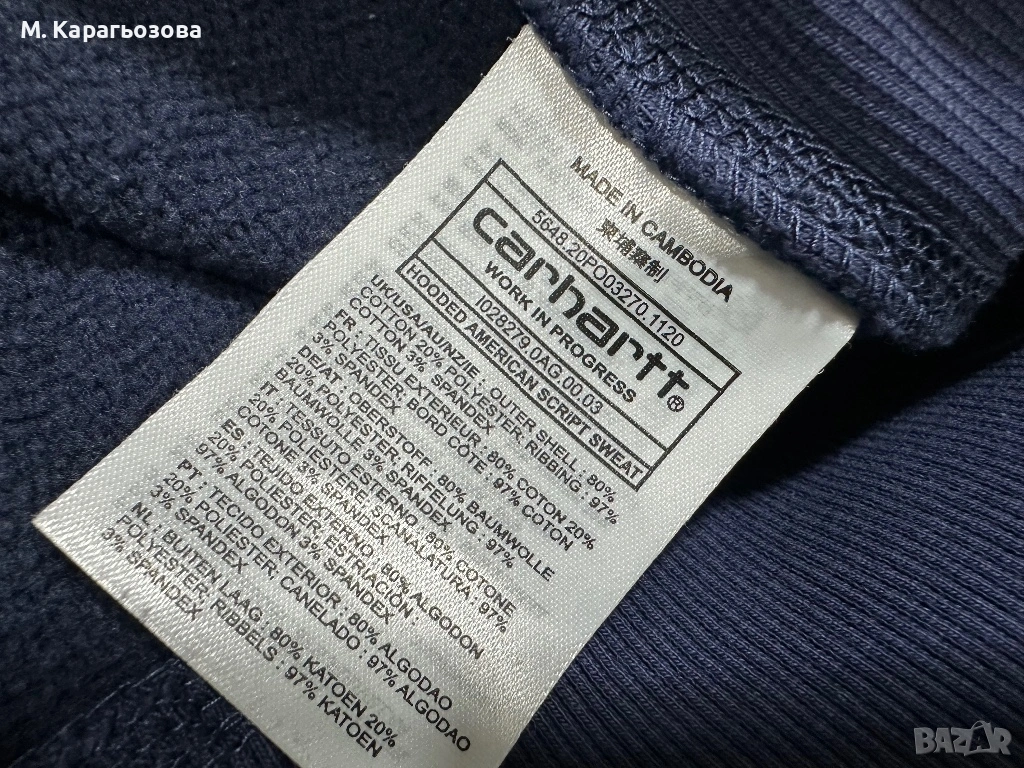 М. Карагьозова
MADE IN CAMBODIA
柬埔寨製
5648.20PO03270.1120
carhartt®
WORK IN PROGRESS
I028279.0AG.00.03
HOODED AMERICAN SCRIPT SWEAT
UK/USA/AU/NZ/IE : OUTER SHELL : 80%
COTTON 20% POLYESTER, RIBBING : 97%
COTTON 3% SPANDEX
FR : TISSU EXTERIEUR : 80% COTON 20%
POLYESTER, BORD COTE : 97% COTON
3% SPANDEX
DE/AT : OBERSTOFF : 80% BAUMWOLLE
20% POLYESTER, RIFFELUNG : 97%
BAUMWOLLE 3% SPANDEX
IT : TESSUTO ESTERNO : 80% COTONE
20% POLIESTERE, SCANALATURA : 97%
COTONE 3% SPANDEX
ES : TEJIDO EXTERNO : 80% ALGODON
20% POLIESTER, ESTRIACIÓN :
97% ALGODON 3% SPANDEX
PT : TECIDO EXTERIOR : 80% ALGODAO
20% POLIESTER, CANELADO : 97% ALGODAO
3% SPANDEX
NL : BUITEN LAAG : 80% KATOEN 20%
POLYESTER, RIBBELS : 97% KATOEN
3% SPANDEX
BAZAR